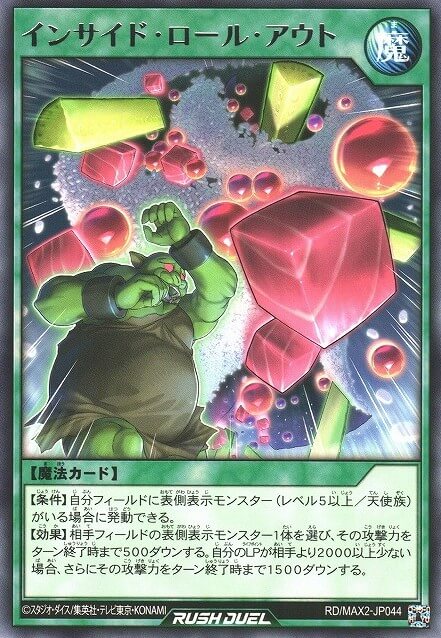 インサイド・ロール・アウト
魔
【魔法カード】
【条件】自分フィールドに表側表示モンスター(レベル5以上/天使族)
がいる場合に発動できる。
【効果】相手フィールドの表側表示モンスター1体を選び、その攻撃力を
ターン終了時まで500ダウンする。自分のLPが相手より2000以上少ない
場合、さらにその攻撃力をターン終了時まで1500ダウンする。
©スタジオ・ダイス/集英社・テレビ東京・KONAMI
RUSH DUEL
RD/MAX2-JP044